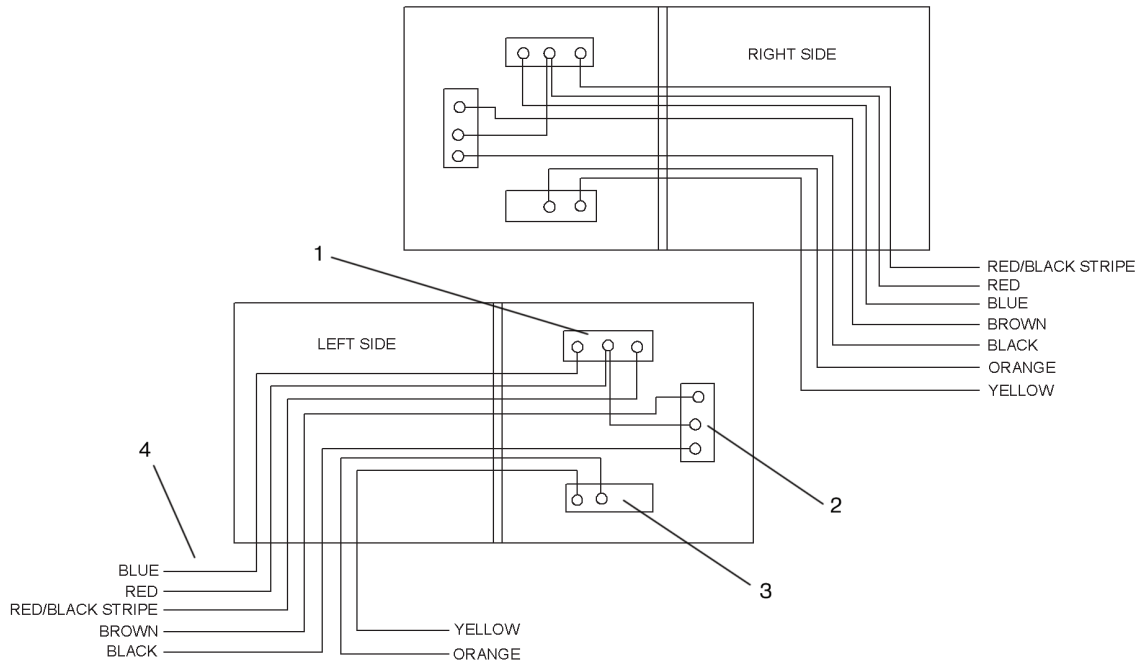 RIGHT SIDE
1
RED/BLACK STRIPE
RED
BLUE
BROWN
BLACK
ORANGE
YELLOW
LEFT SIDE
4
2
3
BLUE
RED
RED/BLACK STRIPE
BROWN
BLACK
YELLOW
ORANGE